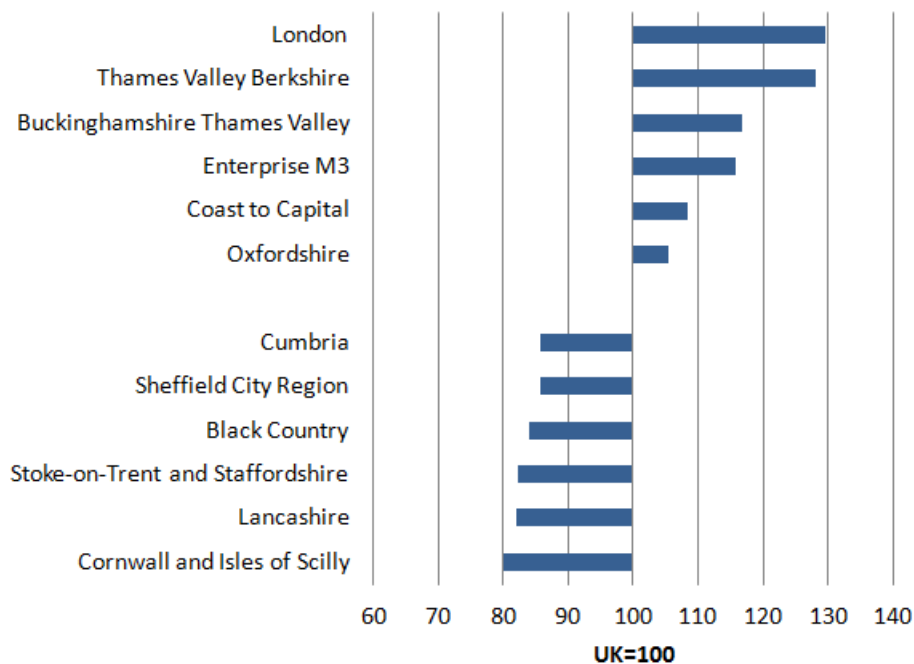 London
Thames Valley Berkshire
Buckinghamshire Thames Valley
Enterprise M3
Coast to Capital
Oxfordshire
Cumbria
Sheffield City Region
Black Country
Stoke-on-Trent and Staffordshire
Lancashire
Cornwall and Isles of Scilly
60 70 80 90 100 110 120 130 140
UK=100